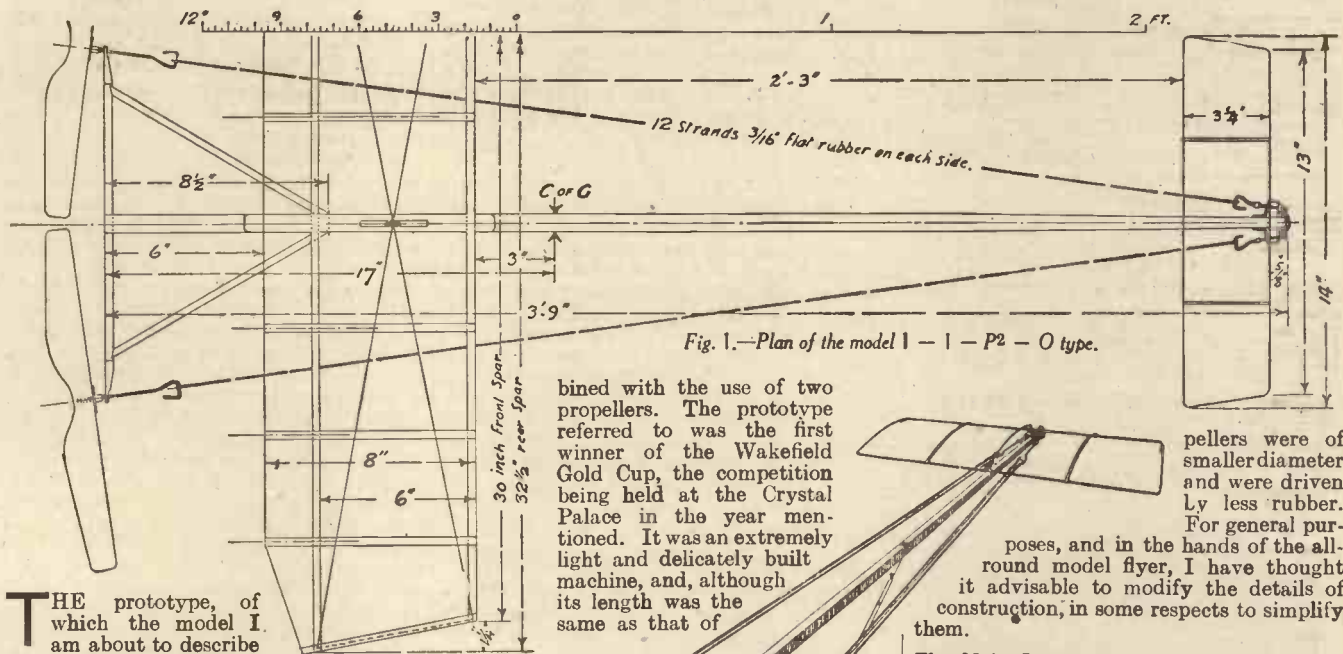 12" 9 6 3 0 1 2 FT.
2'-3"
12 Strands 3/16" Flat rubber on each side.
3 1/4"
13"
14"
8 1/2"
C OF G
6"
3"
17"
3'.9"
30 inch Front Spar
32 1/2" rear Spar
8"
6"
1 1/4"
Fig. 1.—Plan of the model 1 – 1 – P2 – O type.
THE prototype, of
which the model I
am about to describe
bined with the use of two
propellers. The prototype
referred to was the first
winner of the Wakefield
Gold Cup, the competition
being held at the Crystal
Palace in the year men-
tioned. It was an extremely
light and delicately built
machine, and, although
its length was the
same as that of
pellers were of
smaller diameter
and were driven
by less rubber.
For general pur-
poses, and in the hands of the all-
round model flyer, I have thought
it advisable to modify the details of
construction, in some respects to simplify
them.